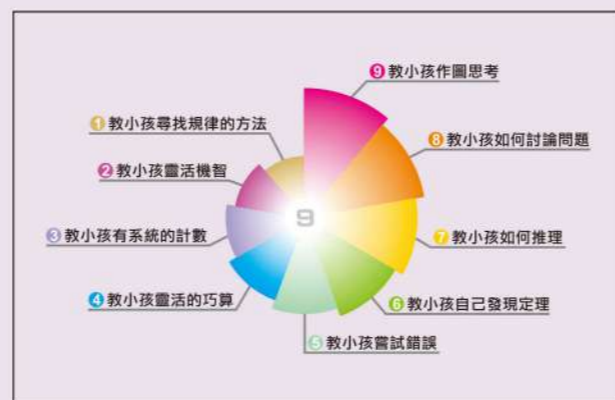 ❾ 教小孩作圖思考
❶ 教小孩尋找規律的方法
❽ 教小孩如何討論問題
❷ 教小孩靈活機智
9
❸ 教小孩有系統的計數
❼ 教小孩如何推理
❹ 教小孩靈活的巧算
❻ 教小孩自己發現定理
❺ 教小孩嘗試錯誤